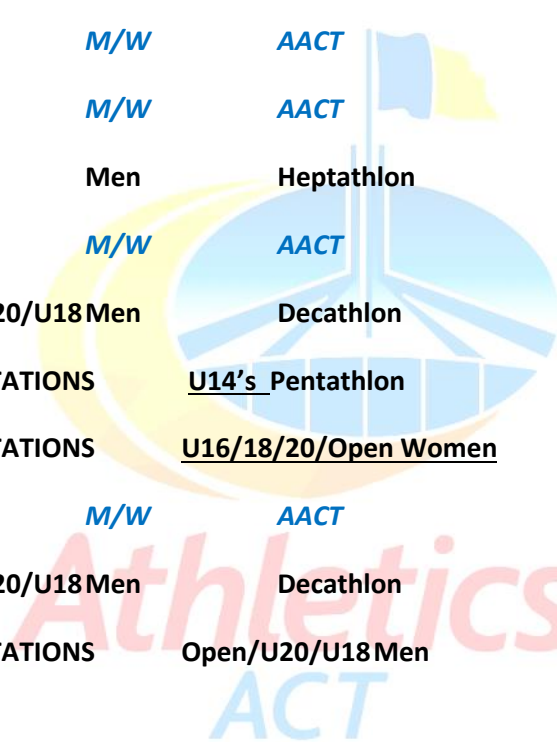 M/W AACT
M/W AACT
Men Heptathlon
M/W AACT
20/U18 Men Decathlon
TATIONS U14’s Pentathlon
TATIONS U16/18/20/Open Women
M/W AACT
20/U18 Men Decathlon
TATIONS Open/U20/U18 Men
Athletics
ACT